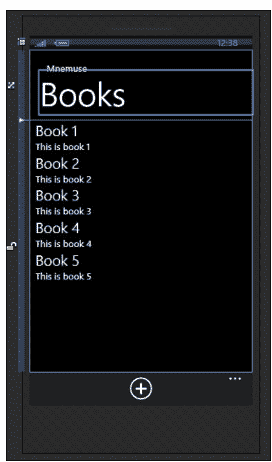 12:38
Mnemuse
Books
Book 1
This is book 1
Book 2
This is book 2
Book 3
This is book 3
Book 4
This is book 4
Book 5
This is book 5